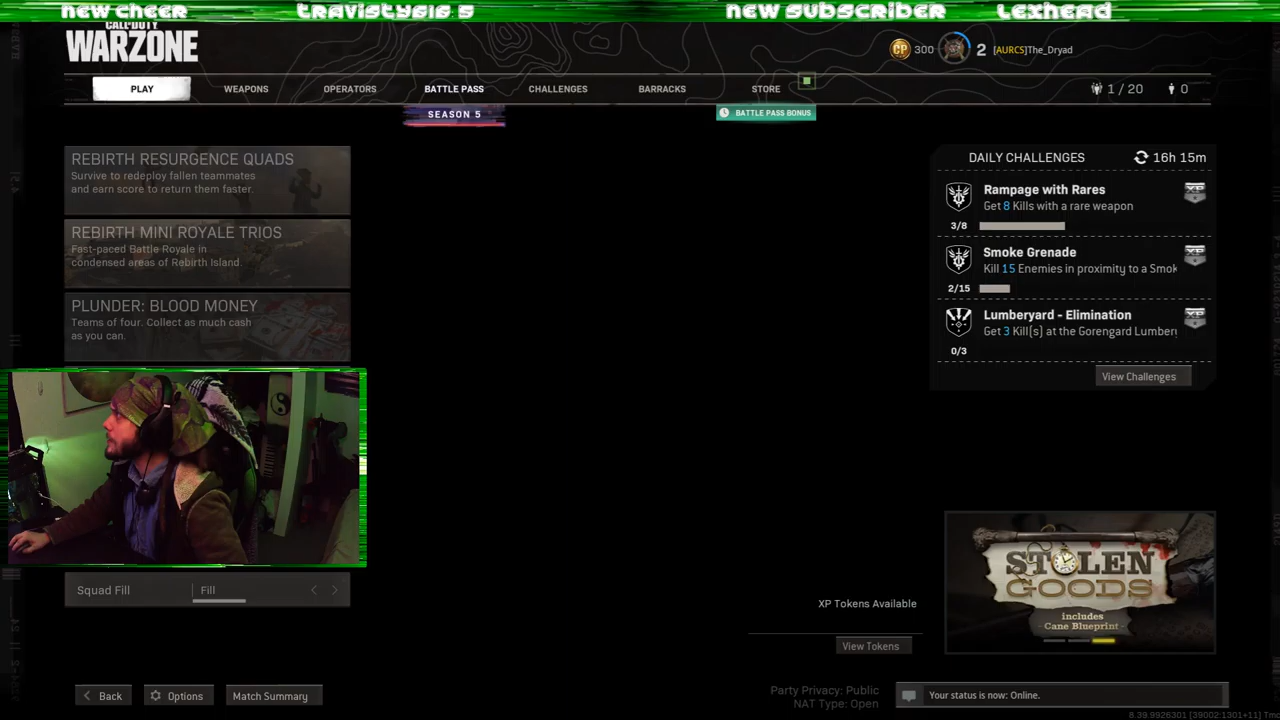 new cheer travistysis 5 new subscriber Lexhead
CALL OF DUTY
WARZONE
CP 300 2 [AURCS]The_Dryad
PLAY WEAPONS OPERATORS BATTLE PASS CHALLENGES BARRACKS STORE 1 / 20 0
SEASON 5 BATTLE PASS BONUS
REBIRTH RESURGENCE QUADS
Survive to redeploy fallen teammates
and earn score to return them faster.
REBIRTH MINI ROYALE TRIOS
Fast-paced Battle Royale in
condensed areas of Rebirth Island.
PLUNDER: BLOOD MONEY
Teams of four. Collect as much cash
as you can.
Squad Fill Fill
DAILY CHALLENGES 16h 15m
Rampage with Rares XP
Get 8 Kills with a rare weapon
3/8
Smoke Grenade XP
Kill 15 Enemies in proximity to a Smok
2/15
Lumberyard - Elimination XP
Get 3 Kill(s) at the Gorengard Lumbery
0/3
View Challenges
STOLEN
GOODS
includes
- Cane Blueprint -
XP Tokens Available
View Tokens
Back Options Match Summary
Party Privacy: Public
NAT Type: Open
Your status is now: Online.